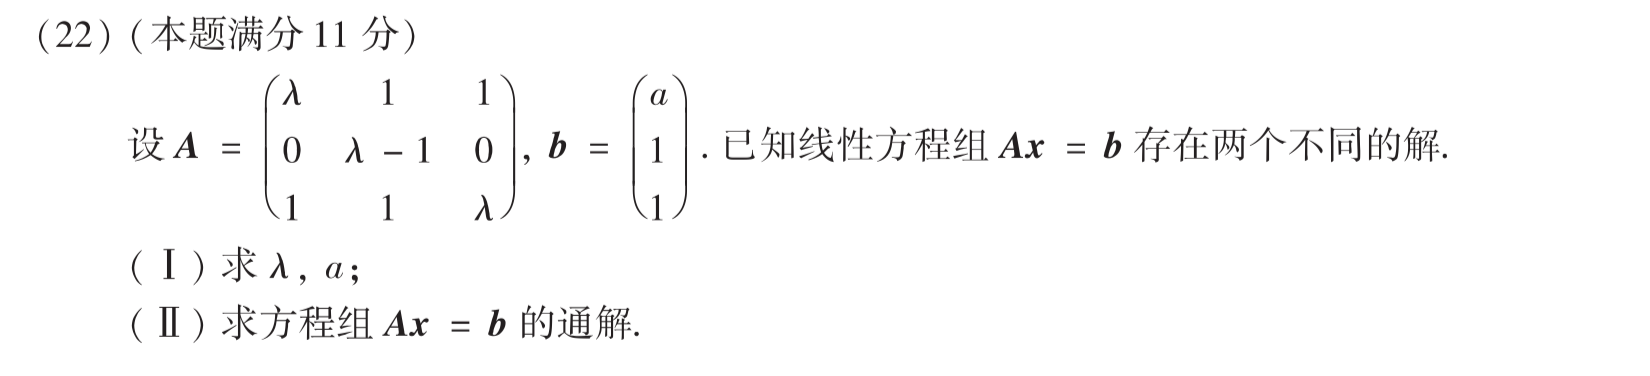 (22)(本题满分 11 分)
设 A = (λ 1 1
0 λ − 1 0
1 1 λ), b = (a
1
1). 已知线性方程组 Ax = b 存在两个不同的解.
(Ⅰ)求 λ, a;
(Ⅱ)求方程组 Ax = b 的通解.